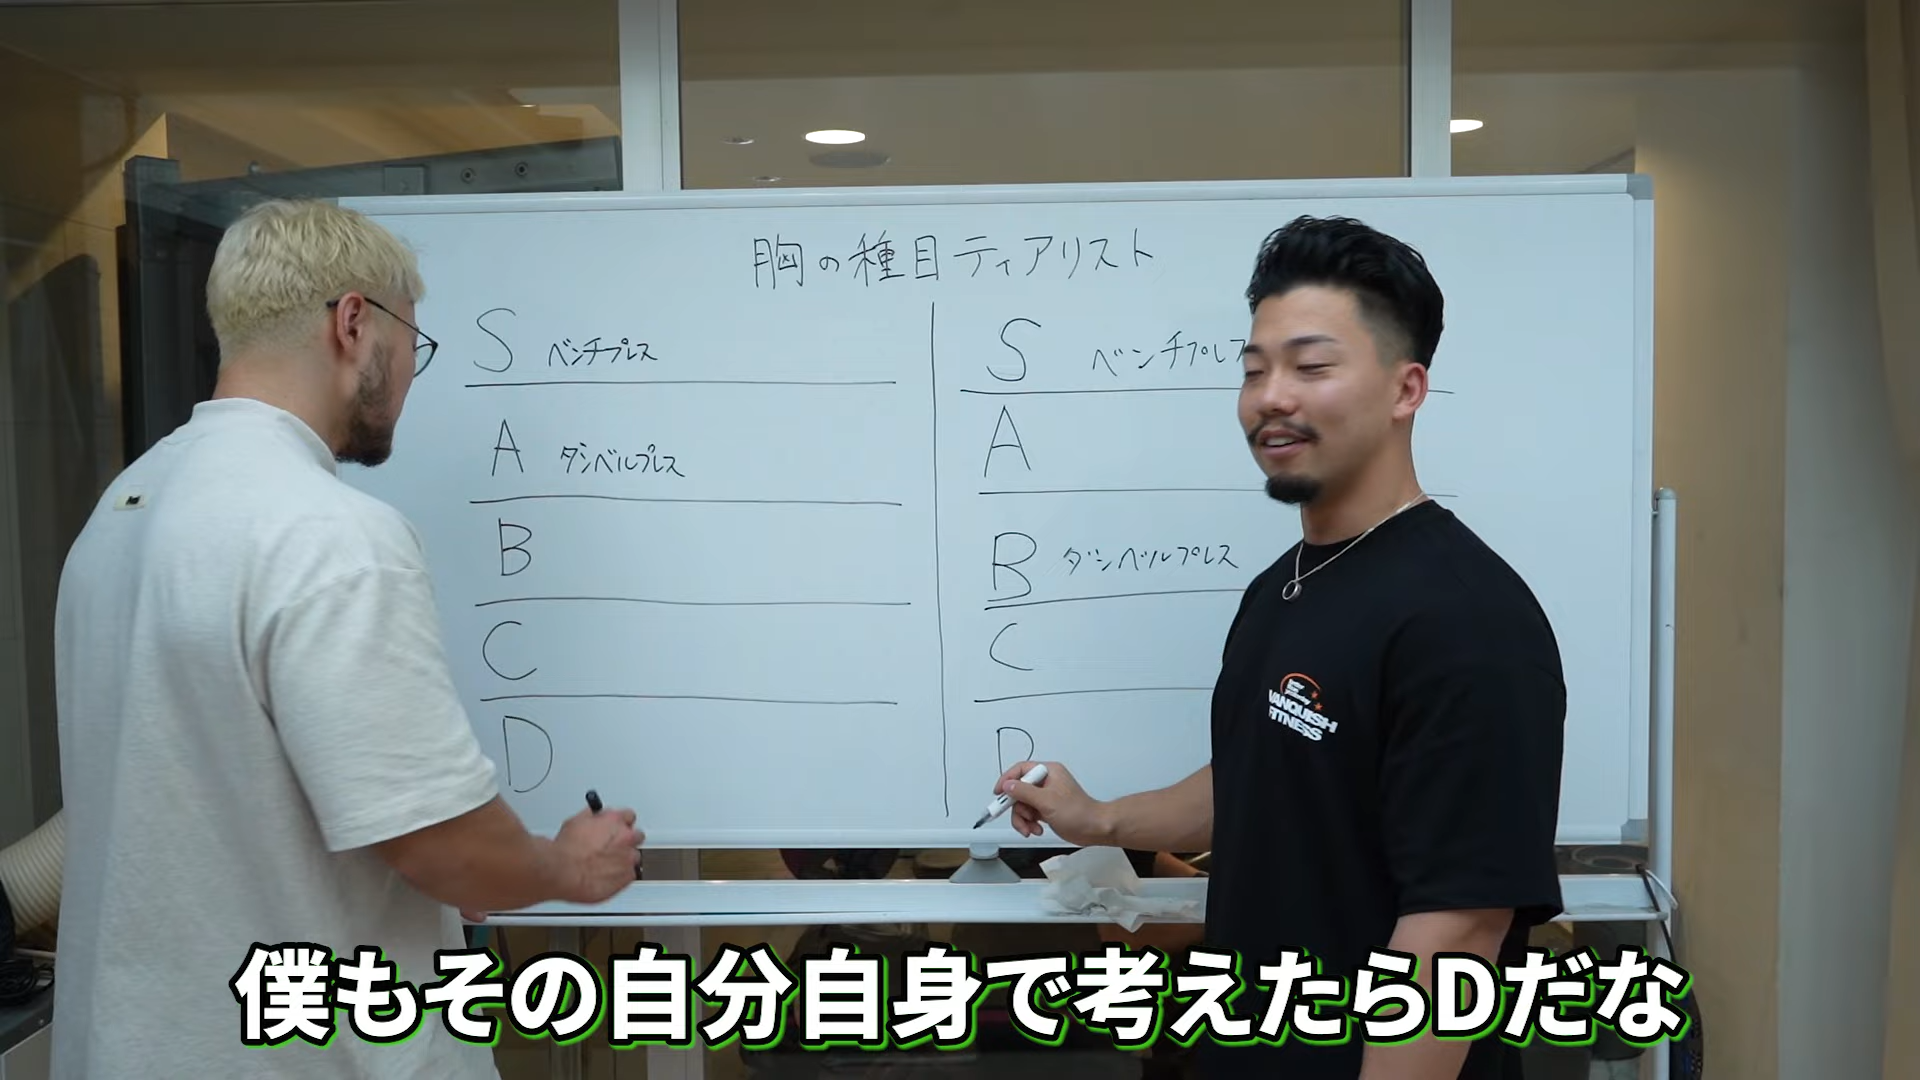 胸の種目ティアリスト
S ベンチプレス
A ダンベルプレス
B
C
D
S ベンチプレス
A
B ダンベルプレス
C
D
VANQUISH
FITNESS
僕もその自分自身で考えたらDだな